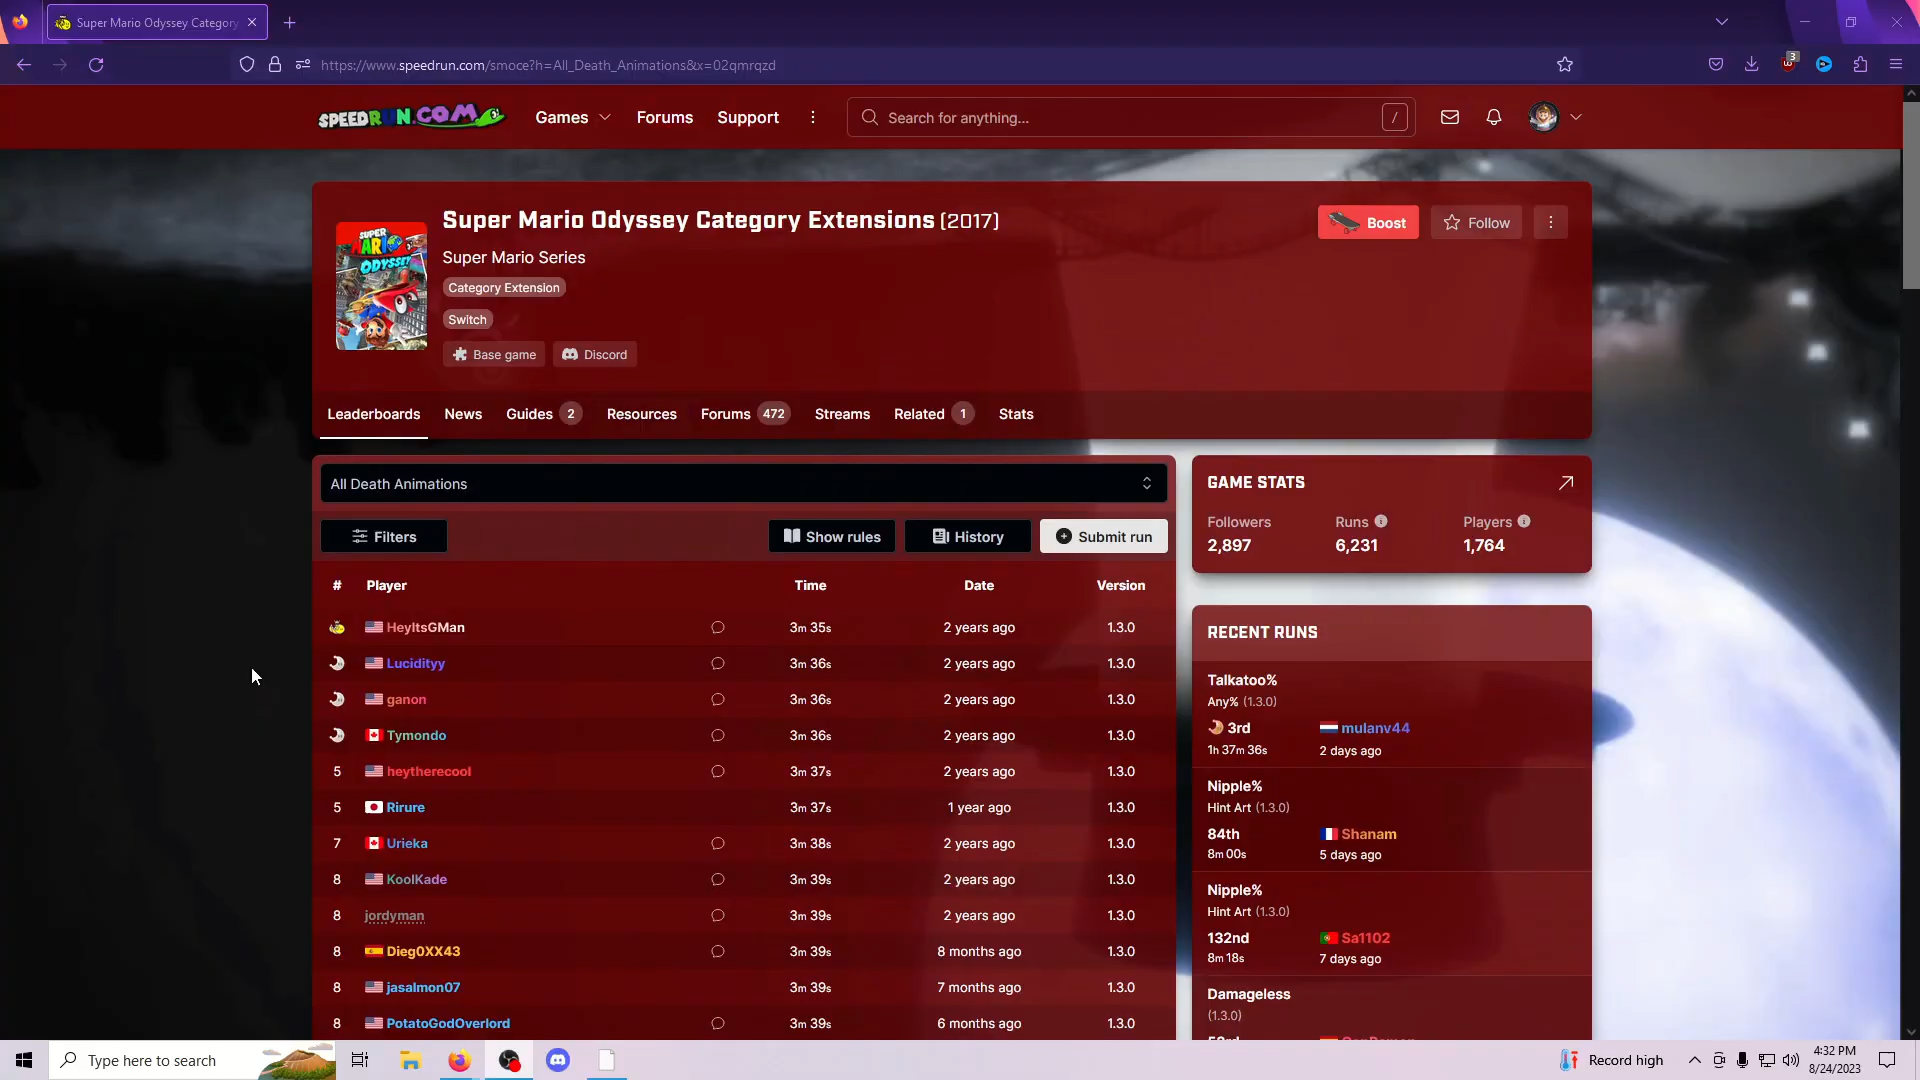 Super Mario Odyssey Category
https://www.speedrun.com/smoce?h=All_Death_Animations&x=02qmrqzd
3
SPEEDRUN.COM
Games
Forums
Support
Search for anything...
/
SUPER MARIO ODYSSEY
Super Mario Odyssey Category Extensions (2017)
Boost
Follow
Super Mario Series
Category Extension
Switch
Base game
Discord
Leaderboards
News
Guides 2
Resources
Forums 472
Streams
Related 1
Stats
All Death Animations
Filters
Show rules
History
Submit run
# Player Time Date Version
HeyItsGMan 3m 35s 2 years ago 1.3.0
Lucidityy 3m 36s 2 years ago 1.3.0
ganon 3m 36s 2 years ago 1.3.0
Tymondo 3m 36s 2 years ago 1.3.0
5 heytherecool 3m 37s 2 years ago 1.3.0
5 Rirure 3m 37s 1 year ago 1.3.0
7 Urieka 3m 38s 2 years ago 1.3.0
8 KoolKade 3m 39s 2 years ago 1.3.0
8 jordyman 3m 39s 2 years ago 1.3.0
8 Dieg0XX43 3m 39s 8 months ago 1.3.0
8 jasalmon07 3m 39s 7 months ago 1.3.0
8 PotatoGodOverlord 3m 39s 6 months ago 1.3.0
GAME STATS
Followers Runs Players
2,897 6,231 1,764
RECENT RUNS
Talkatoo%
Any% (1.3.0)
3rd mulanv44
1h 37m 36s 2 days ago
Nipple%
Hint Art (1.3.0)
84th Shanam
8m 00s 5 days ago
Nipple%
Hint Art (1.3.0)
132nd Sa1102
8m 18s 7 days ago
Damageless
(1.3.0)
Type here to search
Record high
4:32 PM
8/24/2023